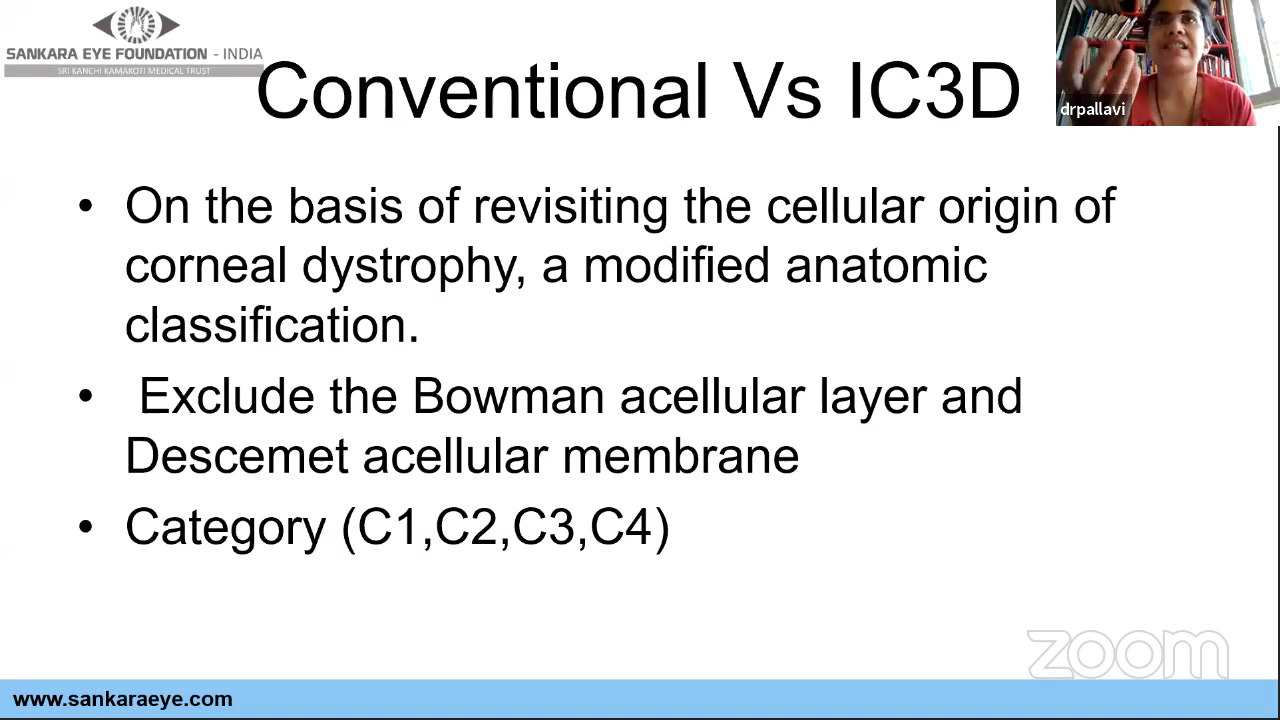 SANKARA EYE FOUNDATION - INDIA
SRI KANCHI KAMAKOTI MEDICAL TRUST
Conventional Vs IC3D
drpallavi
• On the basis of revisiting the cellular origin of
corneal dystrophy, a modified anatomic
classification.
• Exclude the Bowman acellular layer and
Descemet acellular membrane
• Category (C1,C2,C3,C4)
zoom
www.sankaraeye.com